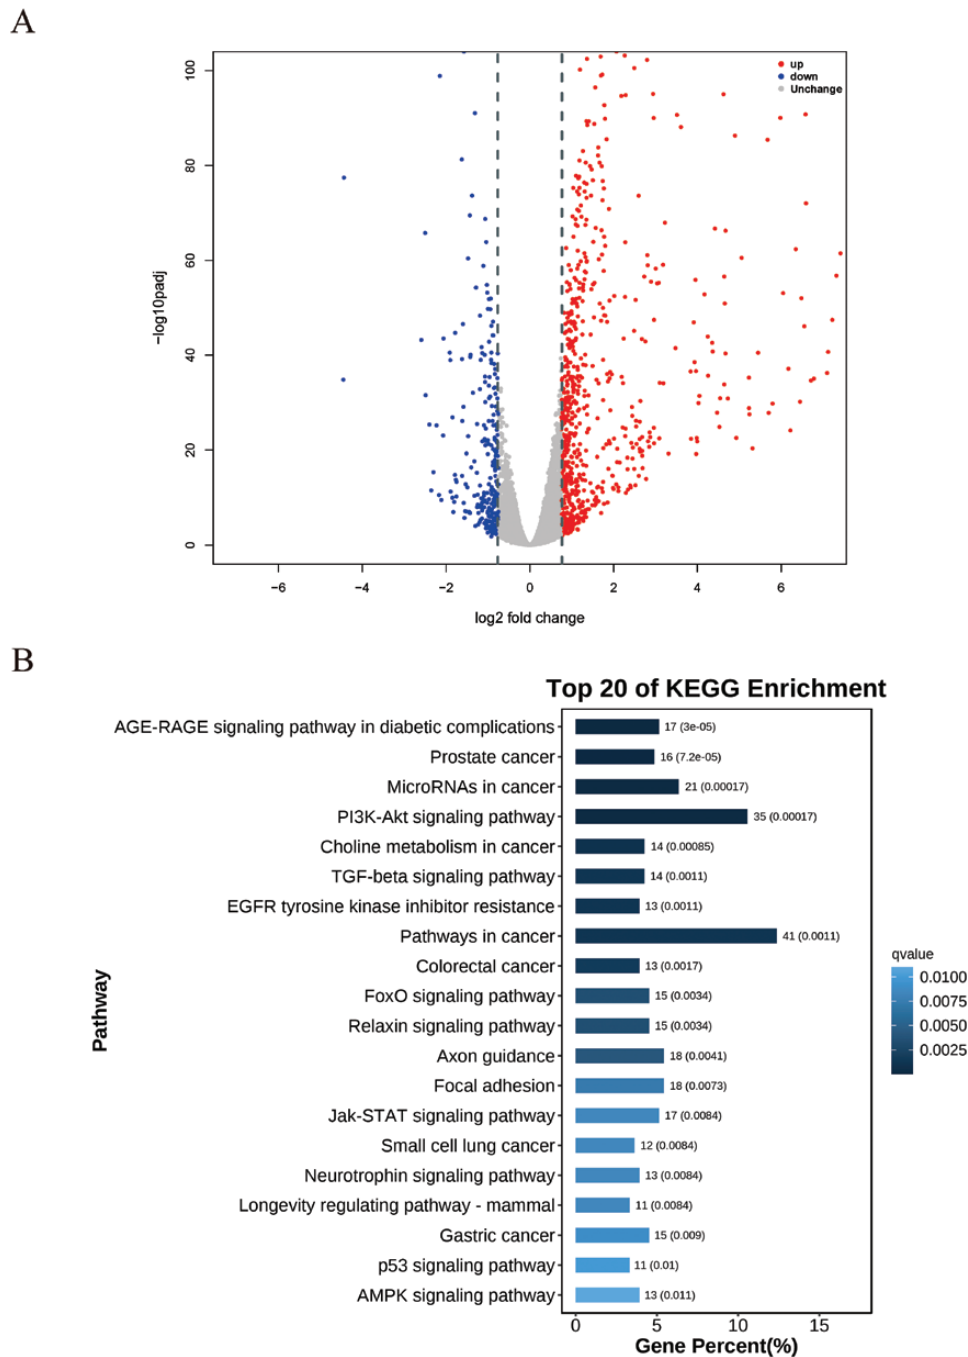 A
100
80
60
40
20
0
−log10padj
up
down
Unchange
−6 −4 −2 0 2 4 6
log2 fold change
B
Top 20 of KEGG Enrichment
Pathway
AGE-RAGE signaling pathway in diabetic complications 17 (3e-05)
Prostate cancer 16 (7.2e-05)
MicroRNAs in cancer 21 (0.00017)
PI3K-Akt signaling pathway 35 (0.00017)
Choline metabolism in cancer 14 (0.00085)
TGF-beta signaling pathway 14 (0.0011)
EGFR tyrosine kinase inhibitor resistance 13 (0.0011)
Pathways in cancer 41 (0.0011)
Colorectal cancer 13 (0.0017)
FoxO signaling pathway 15 (0.0034)
Relaxin signaling pathway 15 (0.0034)
Axon guidance 18 (0.0041)
Focal adhesion 18 (0.0073)
Jak-STAT signaling pathway 17 (0.0084)
Small cell lung cancer 12 (0.0084)
Neurotrophin signaling pathway 13 (0.0084)
Longevity regulating pathway - mammal 11 (0.0084)
Gastric cancer 15 (0.009)
p53 signaling pathway 11 (0.01)
AMPK signaling pathway 13 (0.011)
0 5 10 15
Gene Percent(%)
qvalue
0.0100
0.0075
0.0050
0.0025